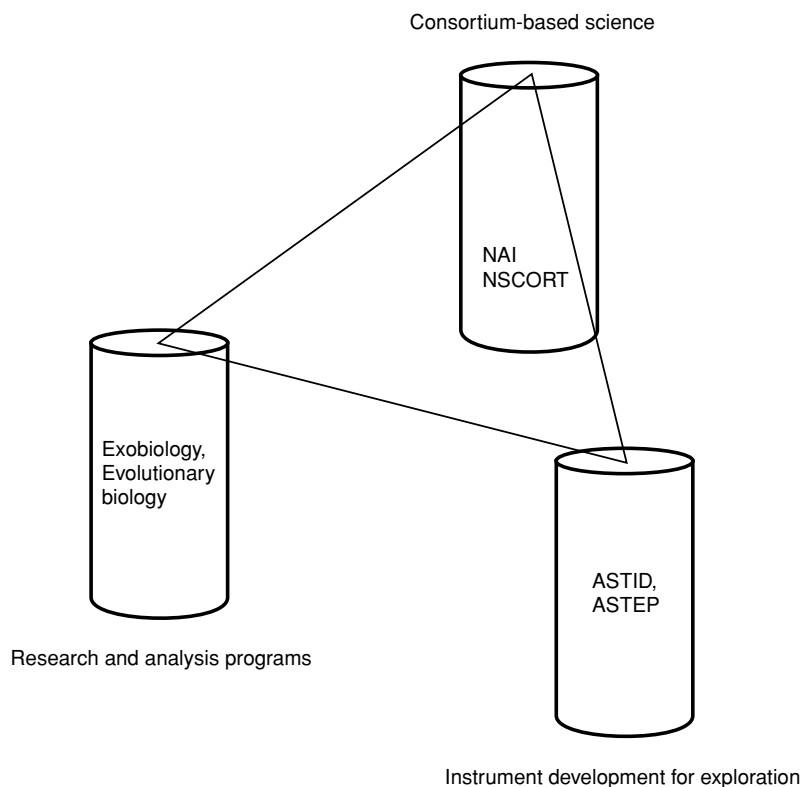 Consortium-based science
NAI
NSCORT
Exobiology,
Evolutionary
biology
ASTID,
ASTEP
Research and analysis programs
Instrument development for exploration